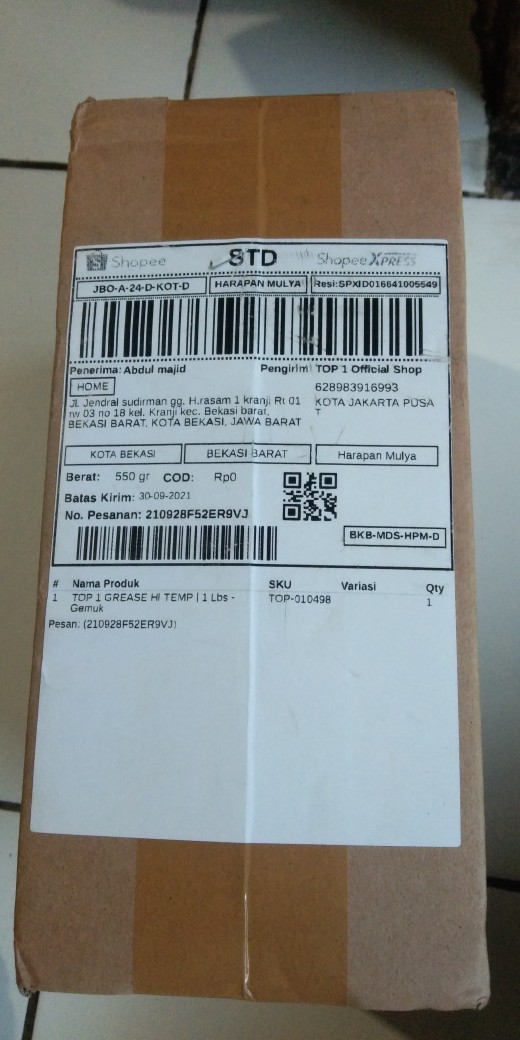 Shopee STD Shopee XPRESS
JBO-A-24-D-KOT-D HARAPAN MULYA Resi:SPXID016641005549
Penerima: Abdul majid Pengirim: TOP 1 Official Shop
HOME 628983916993
Jl. Jendral sudirman gg. H.rasam 1 kranji Rt 01 KOTA JAKARTA PUSA
rw 03 no 18 kel. Kranji kec. Bekasi barat, T
BEKASI BARAT, KOTA BEKASI, JAWA BARAT
KOTA BEKASI BEKASI BARAT Harapan Mulya
Berat: 550 gr COD: Rp0
Batas Kirim: 30-09-2021
No. Pesanan: 210928F52ER9VJ
BKB-MDS-HPM-D
# Nama Produk SKU Variasi Qty
1 TOP 1 GREASE HI TEMP | 1 Lbs - TOP-010498 1
Gemuk
Pesan: (210928F52ER9VJ)